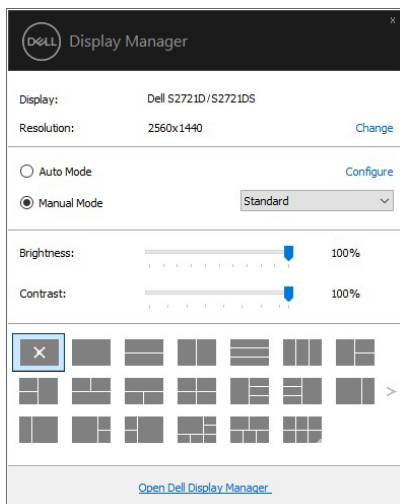 x
DELL Display Manager
Display: Dell S2721D/S2721DS
Resolution: 2560x1440 Change
Auto Mode Configure
Manual Mode Standard
Brightness: 100%
Contrast: 100%
Open Dell Display Manager